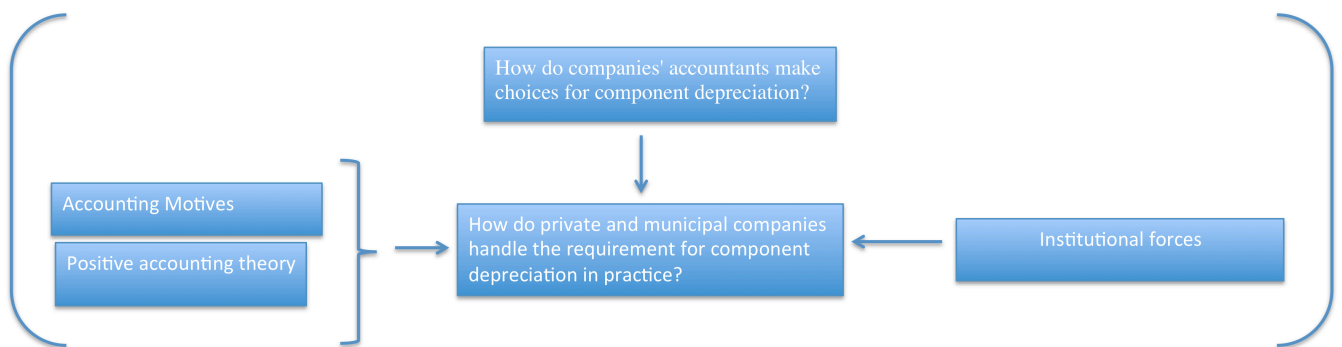 How do companies' accountants make
choices for component depreciation?
Accounting Motives
Positive accounting theory
How do private and municipal companies
handle the requirement for component
depreciation in practice?
Institutional forces